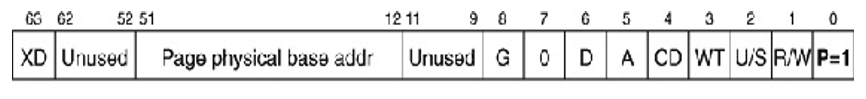 63 62 52 51 12 11 9 8 7 6 5 4 3 2 1 0
XD Unused Page physical base addr Unused G 0 D A CD WT U/S R/W P=1